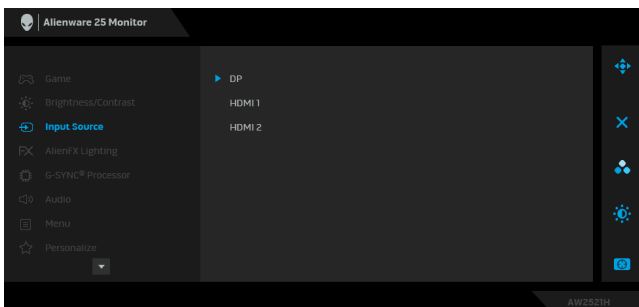 Alienware 25 Monitor
Game
Brightness/Contrast
Input Source
AlienFX Lighting
G-SYNC® Processor
Audio
Menu
Personalize
DP
HDMI 1
HDMI 2
AW2521H